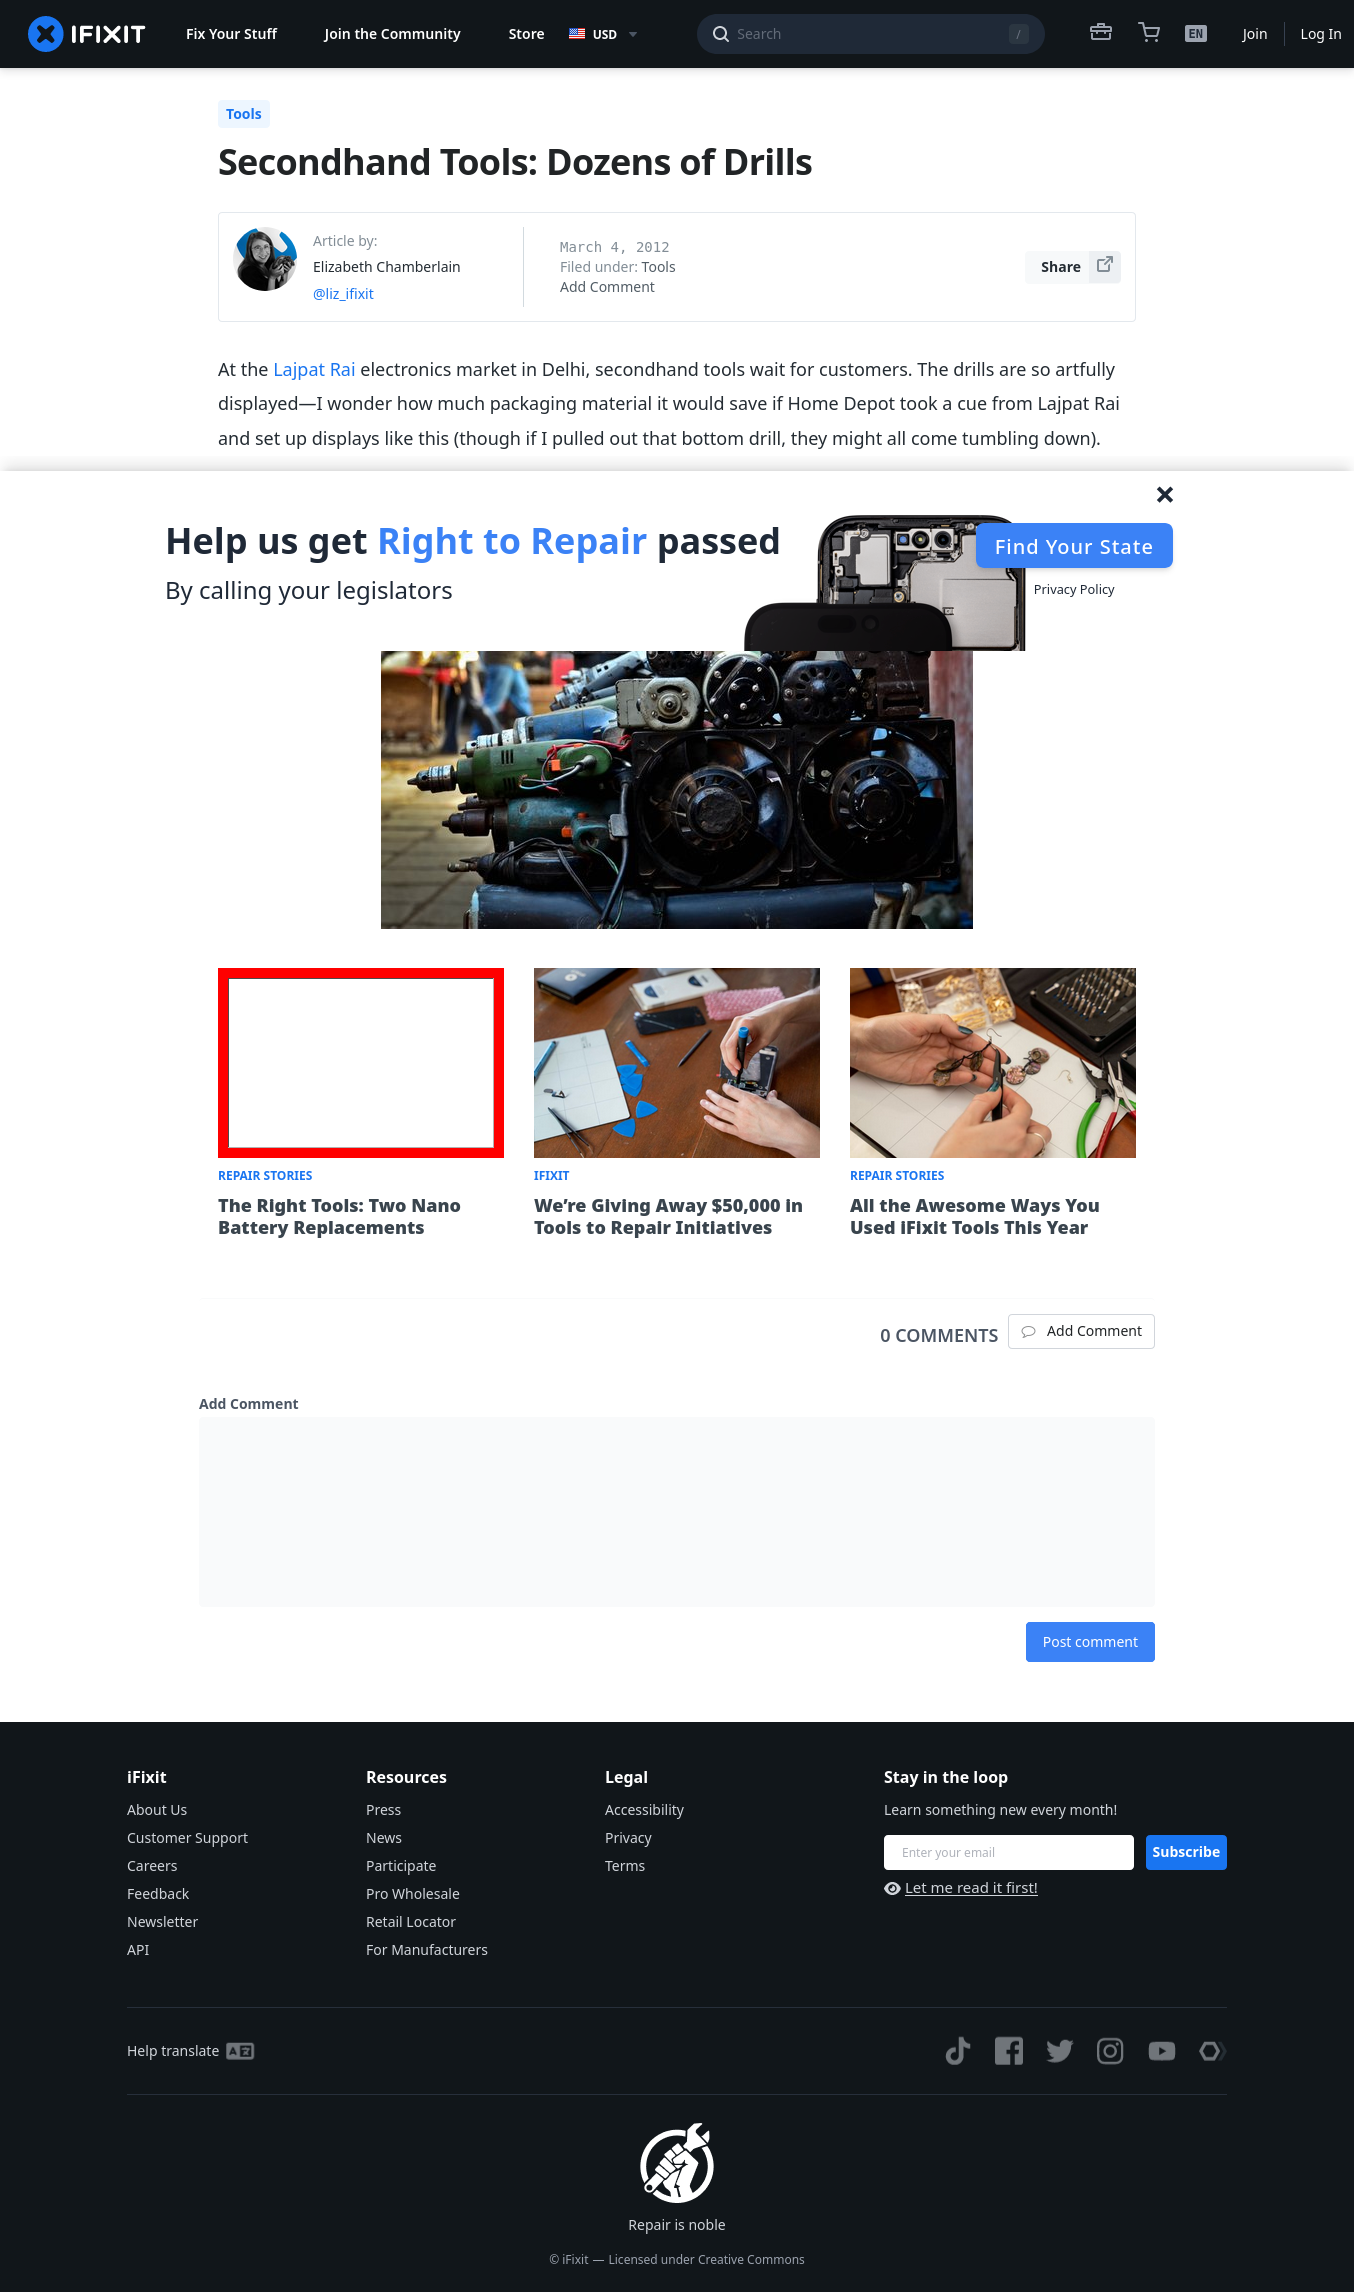 IFIXIT
Fix Your Stuff
Join the Community
Store
USD
Search
/
EN
Join
Log In
Tools
Secondhand Tools: Dozens of Drills
Article by:
Elizabeth Chamberlain
@liz_ifixit
March 4, 2012
Filed under: Tools
Add Comment
Share
At the Lajpat Rai electronics market in Delhi, secondhand tools wait for customers. The drills are so artfully
displayed—I wonder how much packaging material it would save if Home Depot took a cue from Lajpat Rai
and set up displays like this (though if I pulled out that bottom drill, they might all come tumbling down).
Help us get Right to Repair passed
By calling your legislators
Find Your State
Privacy Policy
REPAIR STORIES
The Right Tools: Two Nano
Battery Replacements
IFIXIT
We’re Giving Away $50,000 in
Tools to Repair Initiatives
REPAIR STORIES
All the Awesome Ways You
Used iFixit Tools This Year
0 COMMENTS
Add Comment
Add Comment
Post comment
iFixit
About Us
Customer Support
Careers
Feedback
Newsletter
API
Resources
Press
News
Participate
Pro Wholesale
Retail Locator
For Manufacturers
Legal
Accessibility
Privacy
Terms
Stay in the loop
Learn something new every month!
Enter your email
Subscribe
Let me read it first!
Help translate
Repair is noble
© iFixit — Licensed under Creative Commons